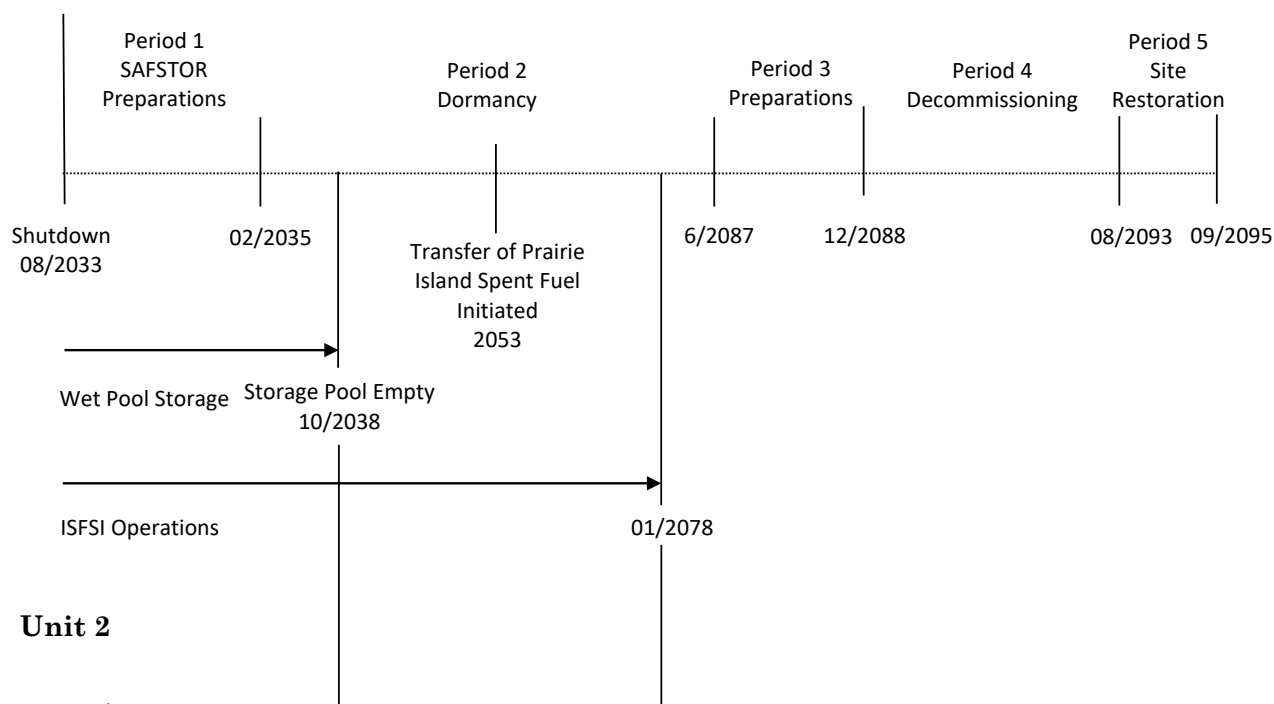 Period 1
SAFSTOR
Preparations
Period 2
Dormancy
Period 3
Preparations
Period 4
Decommissioning
Period 5
Site
Restoration
Shutdown
08/2033
02/2035
Transfer of Prairie
Island Spent Fuel
Initiated
2053
6/2087
12/2088
08/2093
09/2095
Wet Pool Storage
Storage Pool Empty
10/2038
ISFSI Operations
01/2078
Unit 2